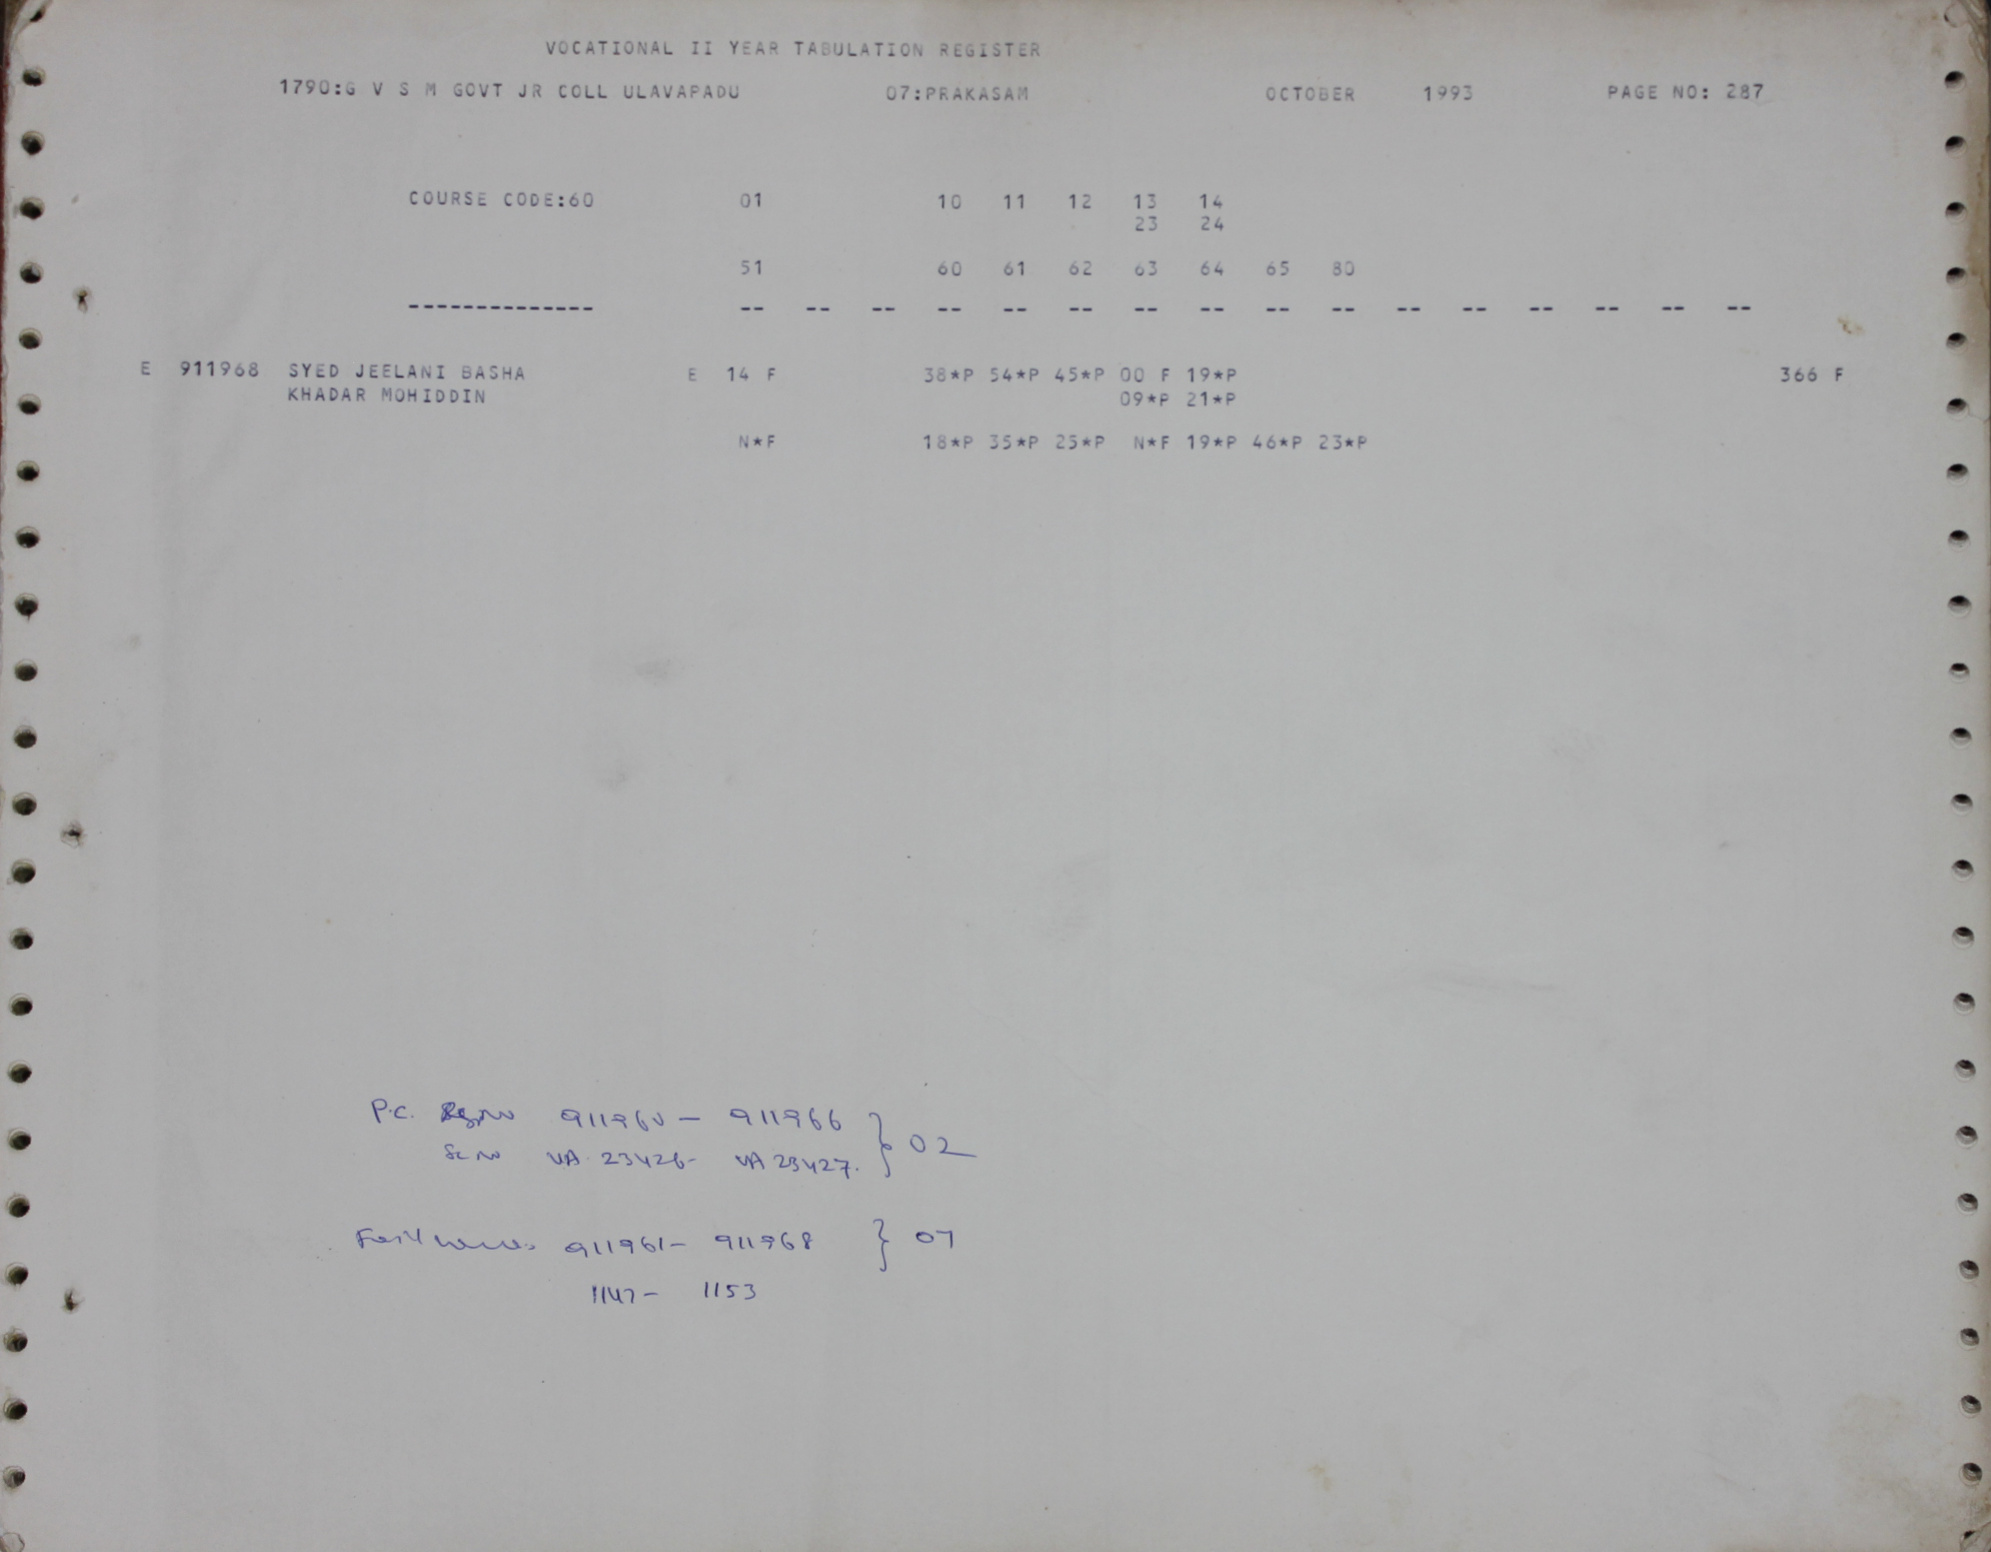 VOCATIONAL II YEAR TABULATION REGISTER
1790:G V S M GOVT JR COLL ULAVAPADU 07:PRAKASAM OCTOBER 1993 PAGE NO: 287
COURSE CODE:60 01 10 11 12 13 14
23 24
51 60 61 62 63 64 65 80
-------------- -- -- -- -- -- -- -- -- -- -- -- -- -- -- -- --
E 911968 SYED JEELANI BASHA E 14 F 38*P 54*P 45*P 00 F 19*P 366 F
KHADAR MOHIDDIN 09*P 21*P
N*F 18*P 35*P 25*P N*F 19*P 46*P 23*P
P.C. 911960 – 911966 } 02
VA 23426- VA 23427.
911961- 911968 } 07
1147- 1153